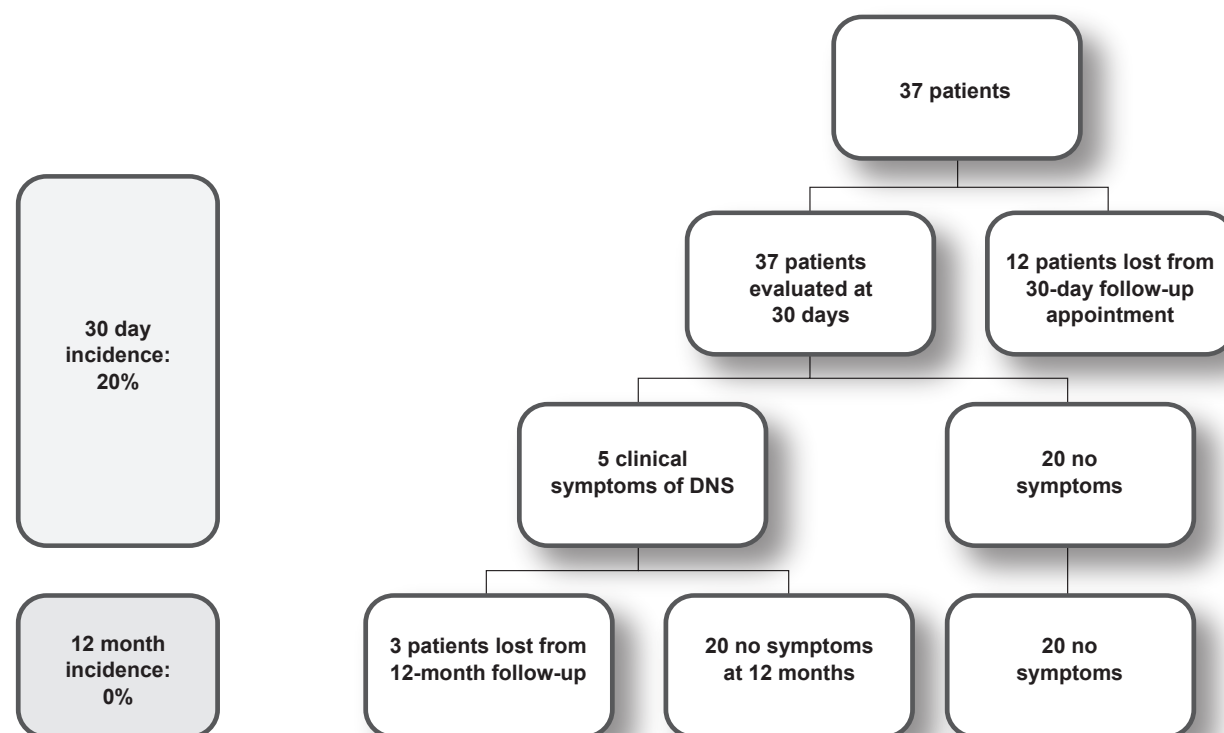 37 patients
37 patients
evaluated at
30 days
12 patients lost from
30-day follow-up
appointment
30 day
incidence:
20%
5 clinical
symptoms of DNS
20 no
symptoms
12 month
incidence:
0%
3 patients lost from
12-month follow-up
20 no symptoms
at 12 months
20 no
symptoms